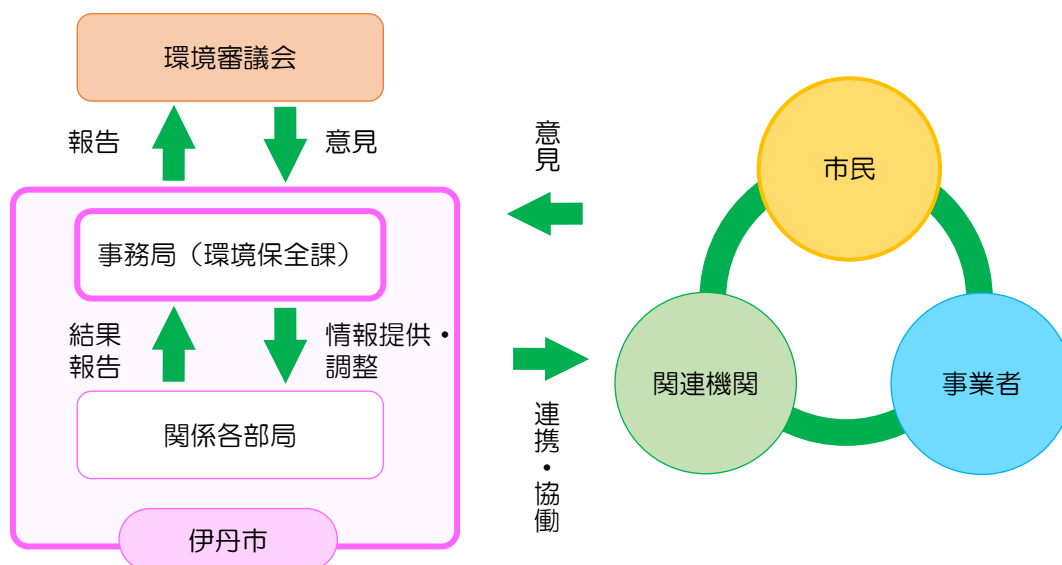 環境審議会
報告
意見
事務局（環境保全課）
結果
報告
情報提供・
調整
関係各部局
伊丹市
意見
連携・協働
市民
関連機関
事業者